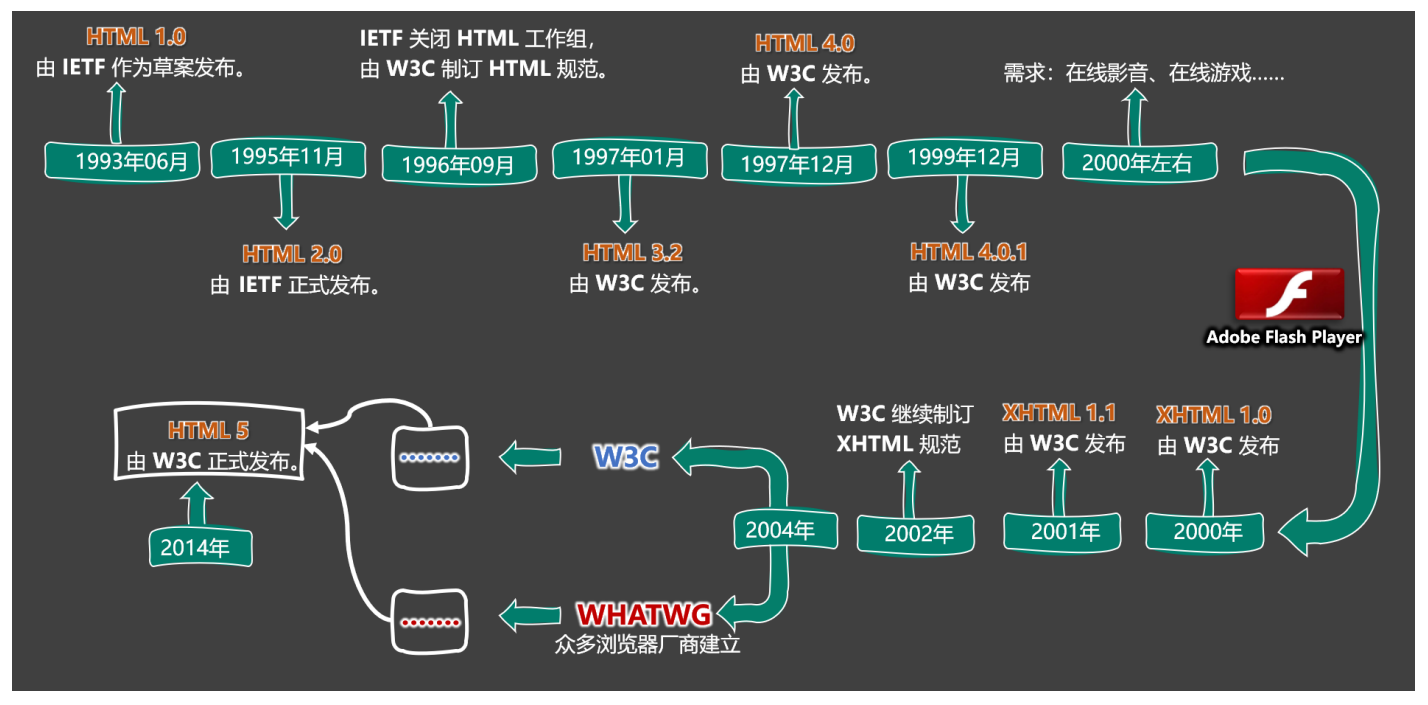 HTML 1.0
由 IETF 作为草案发布。
1993年06月
1995年11月
HTML 2.0
由 IETF 正式发布。
IETF 关闭 HTML 工作组，
由 W3C 制订 HTML 规范。
1996年09月
1997年01月
HTML 3.2
由 W3C 发布。
HTML 4.0
由 W3C 发布。
1997年12月
1999年12月
HTML 4.0.1
由 W3C 发布
需求：在线影音、在线游戏......
2000年左右
Adobe Flash Player
XHTML 1.0
由 W3C 发布
2000年
XHTML 1.1
由 W3C 发布
2001年
W3C 继续制订
XHTML 规范
2002年
2004年
W3C
WHATWG
众多浏览器厂商建立
HTML 5
由 W3C 正式发布。
2014年